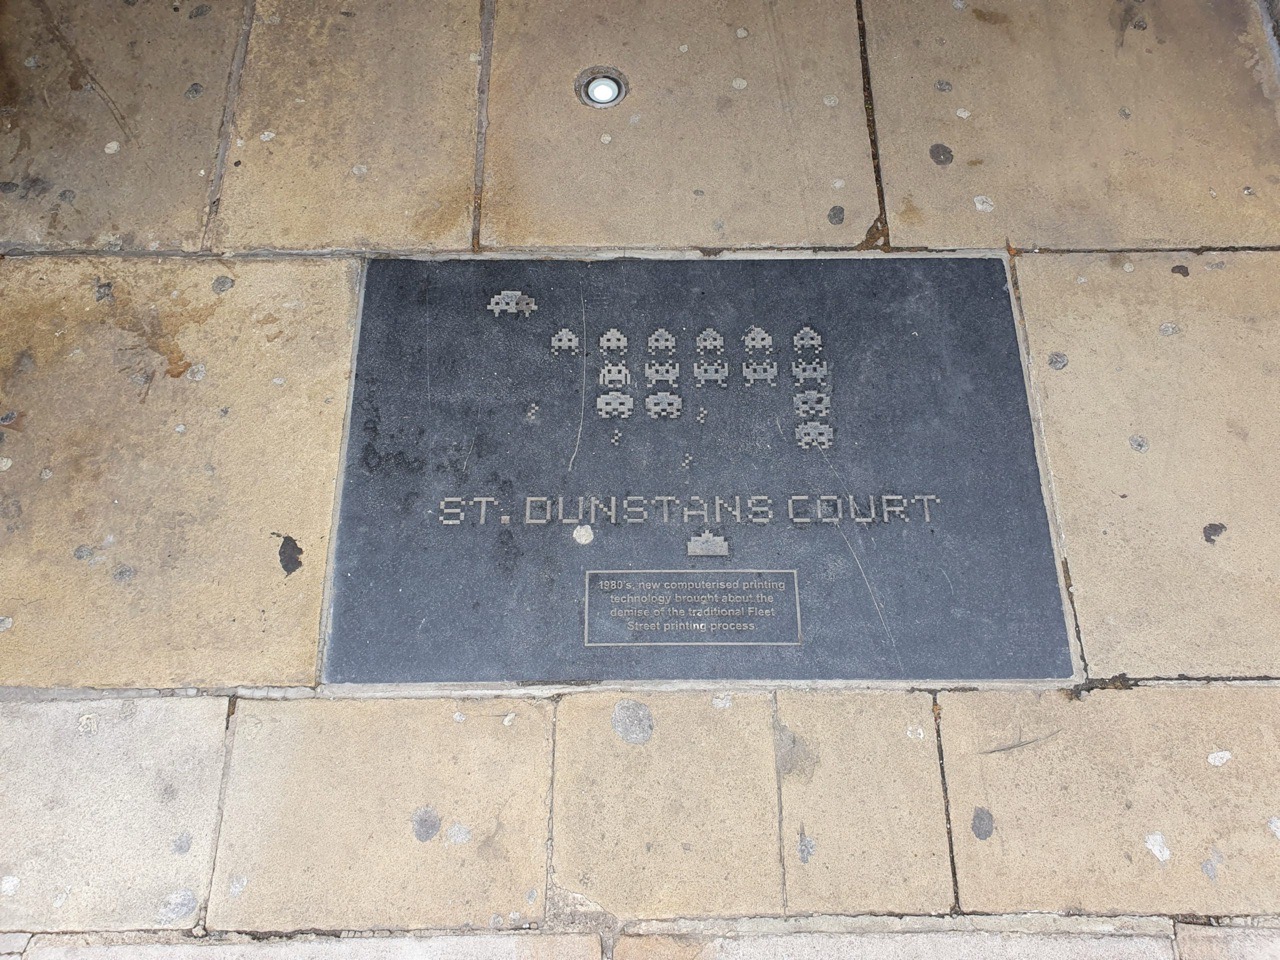 ST. DUNSTANS COURT
1980's, new computerised printing
technology brought about the
demise of the traditional Fleet
Street printing process.